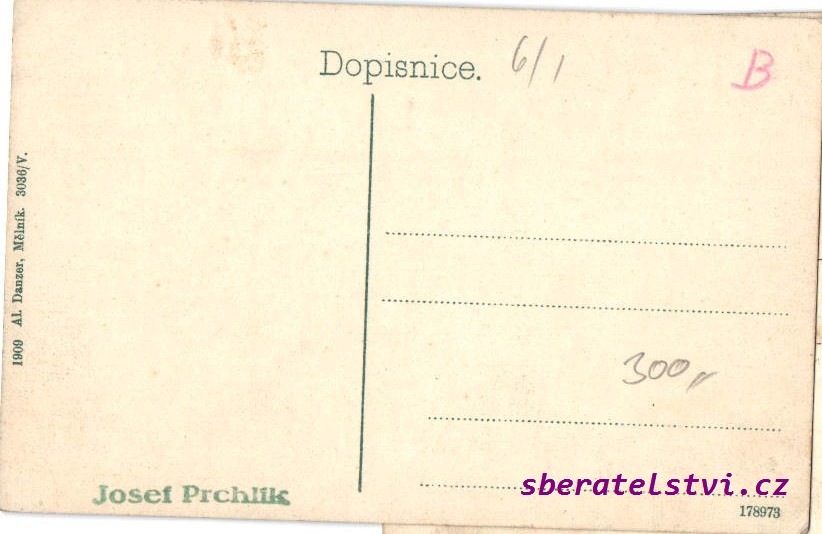 Dopisnice.
6/1
B
1909 Al. Danzer, Mělník. 3036/V.
300,-
Josef Prchlík
sberatelstvi.cz
178973